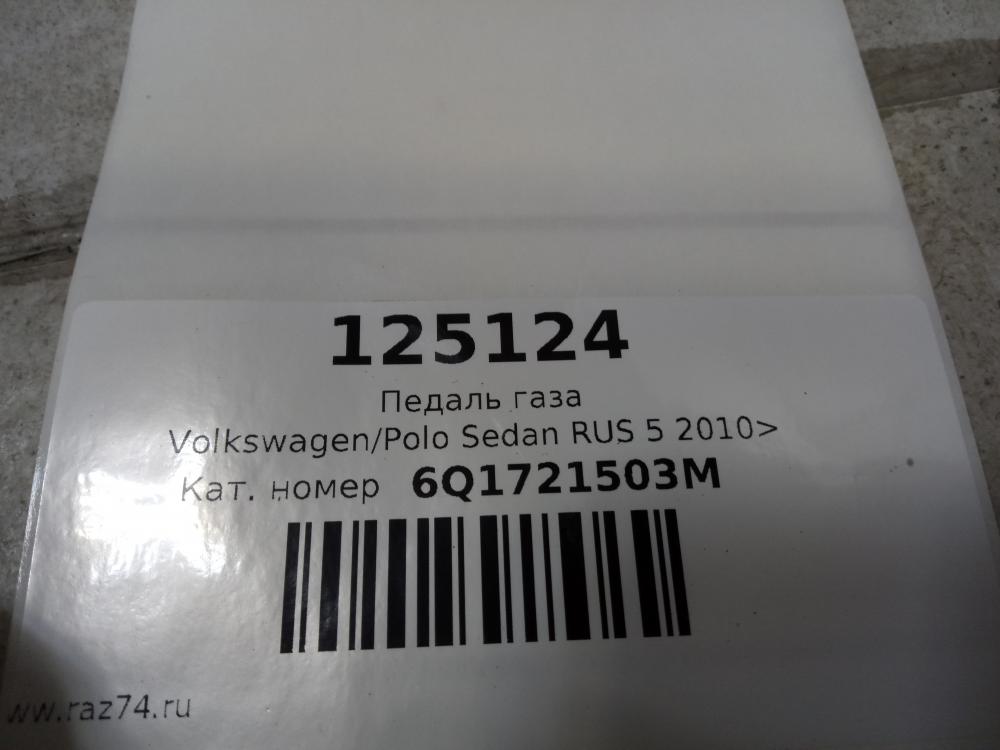 125124
Педаль газа
Volkswagen/Polo Sedan RUS 5 2010>
Кат. номер 6Q1721503M
ww.raz74.ru